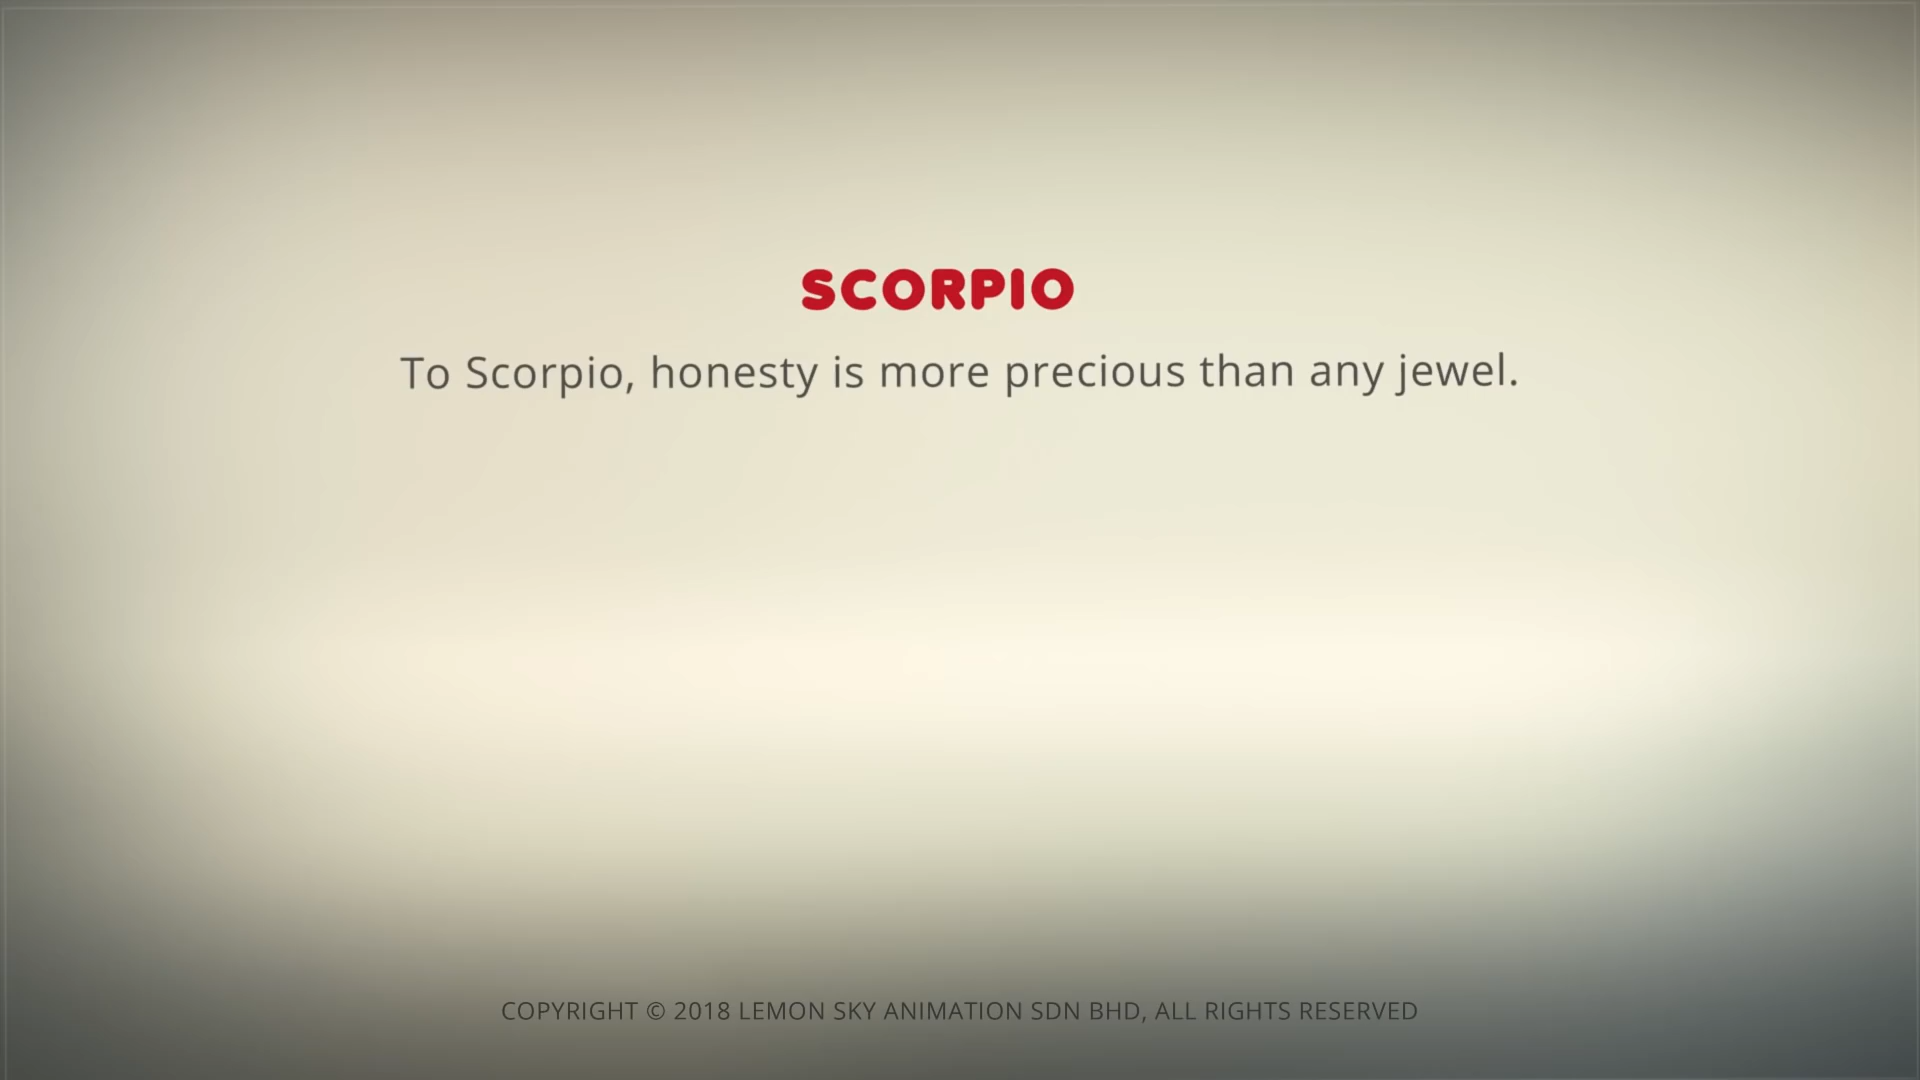 SCORPIO
To Scorpio, honesty is more precious than any jewel.
COPYRIGHT © 2018 LEMON SKY ANIMATION SDN BHD, ALL RIGHTS RESERVED